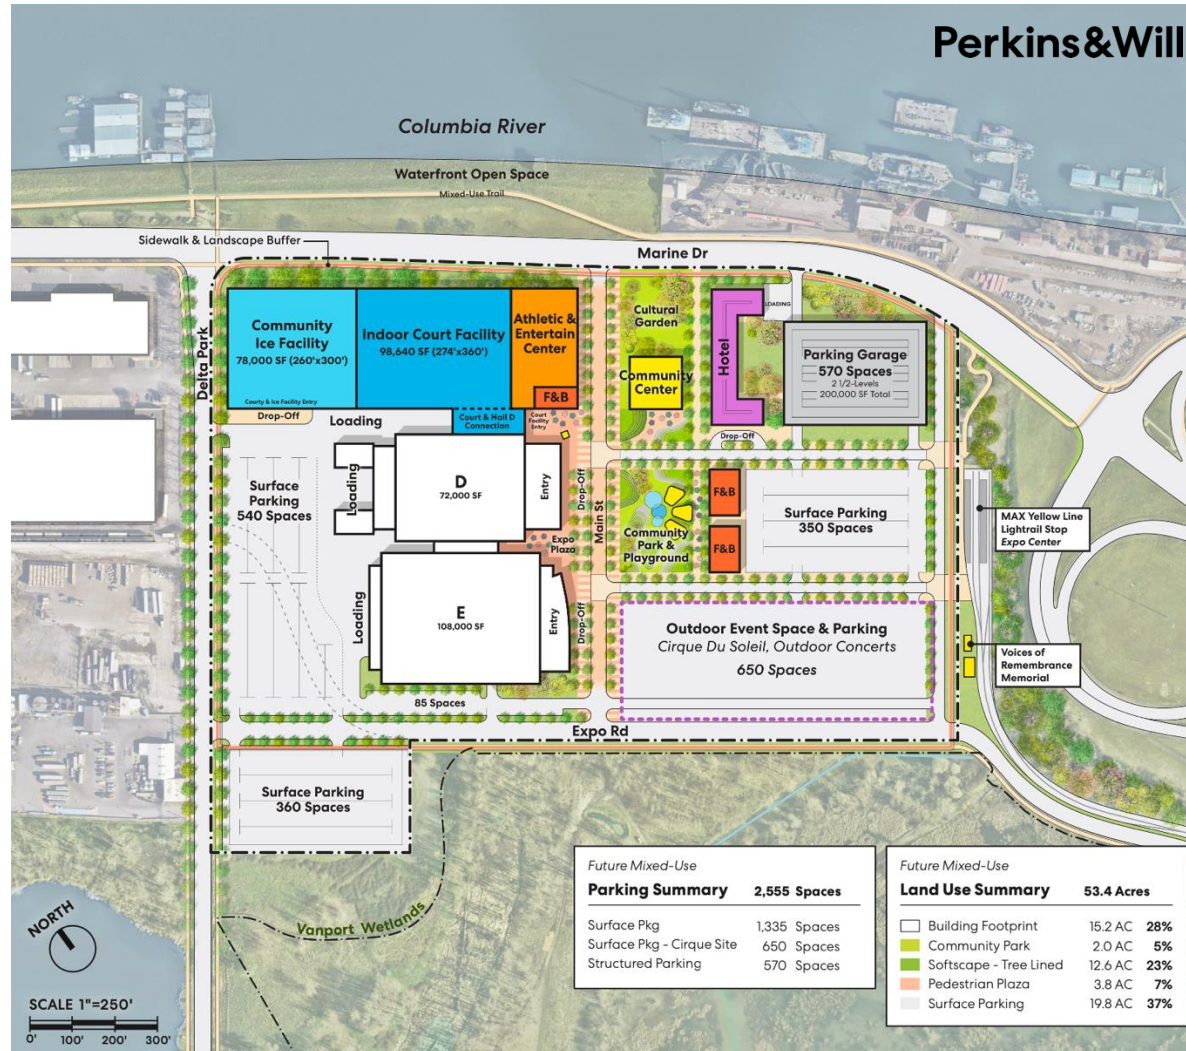 Perkins&Will
Columbia River
Waterfront Open Space
Mixed-Use Trail
Sidewalk & Landscape Buffer
Marine Dr
Delta Park
Community
Ice Facility
78,000 SF (260'x300')
County & Ice Facility Entry
Drop-Off
Indoor Court Facility
98,640 SF (274'x360')
Athletic &
Entertain
Center
F&B
Court
Facility
Entry
Court & Hall D
Connection
Cultural
Garden
Community
Center
Hotel
LOADING
Parking Garage
570 Spaces
2 1/2-Levels
200,000 SF Total
Drop-Off
Loading
Loading
D
72,000 SF
Entry
Drop-Off
Main St
Surface
Parking
540 Spaces
Expo
Plaza
Community
Park &
Playground
F&B
F&B
Surface Parking
350 Spaces
MAX Yellow Line
Lightrail Stop
Expo Center
Loading
E
108,000 SF
Entry
Drop-Off
Outdoor Event Space & Parking
Cirque Du Soleil, Outdoor Concerts
650 Spaces
Voices of
Remembrance
Memorial
85 Spaces
Expo Rd
Surface Parking
360 Spaces
Vanport Wetlands
NORTH
SCALE 1"=250'
0' 100' 200' 300'
Future Mixed-Use
Parking Summary 2,555 Spaces
Surface Pkg 1,335 Spaces
Surface Pkg - Cirque Site 650 Spaces
Structured Parking 570 Spaces
Future Mixed-Use
Land Use Summary 53.4 Acres
Building Footprint 15.2 AC 28%
Community Park 2.0 AC 5%
Softscape - Tree Lined 12.6 AC 23%
Pedestrian Plaza 3.8 AC 7%
Surface Parking 19.8 AC 37%